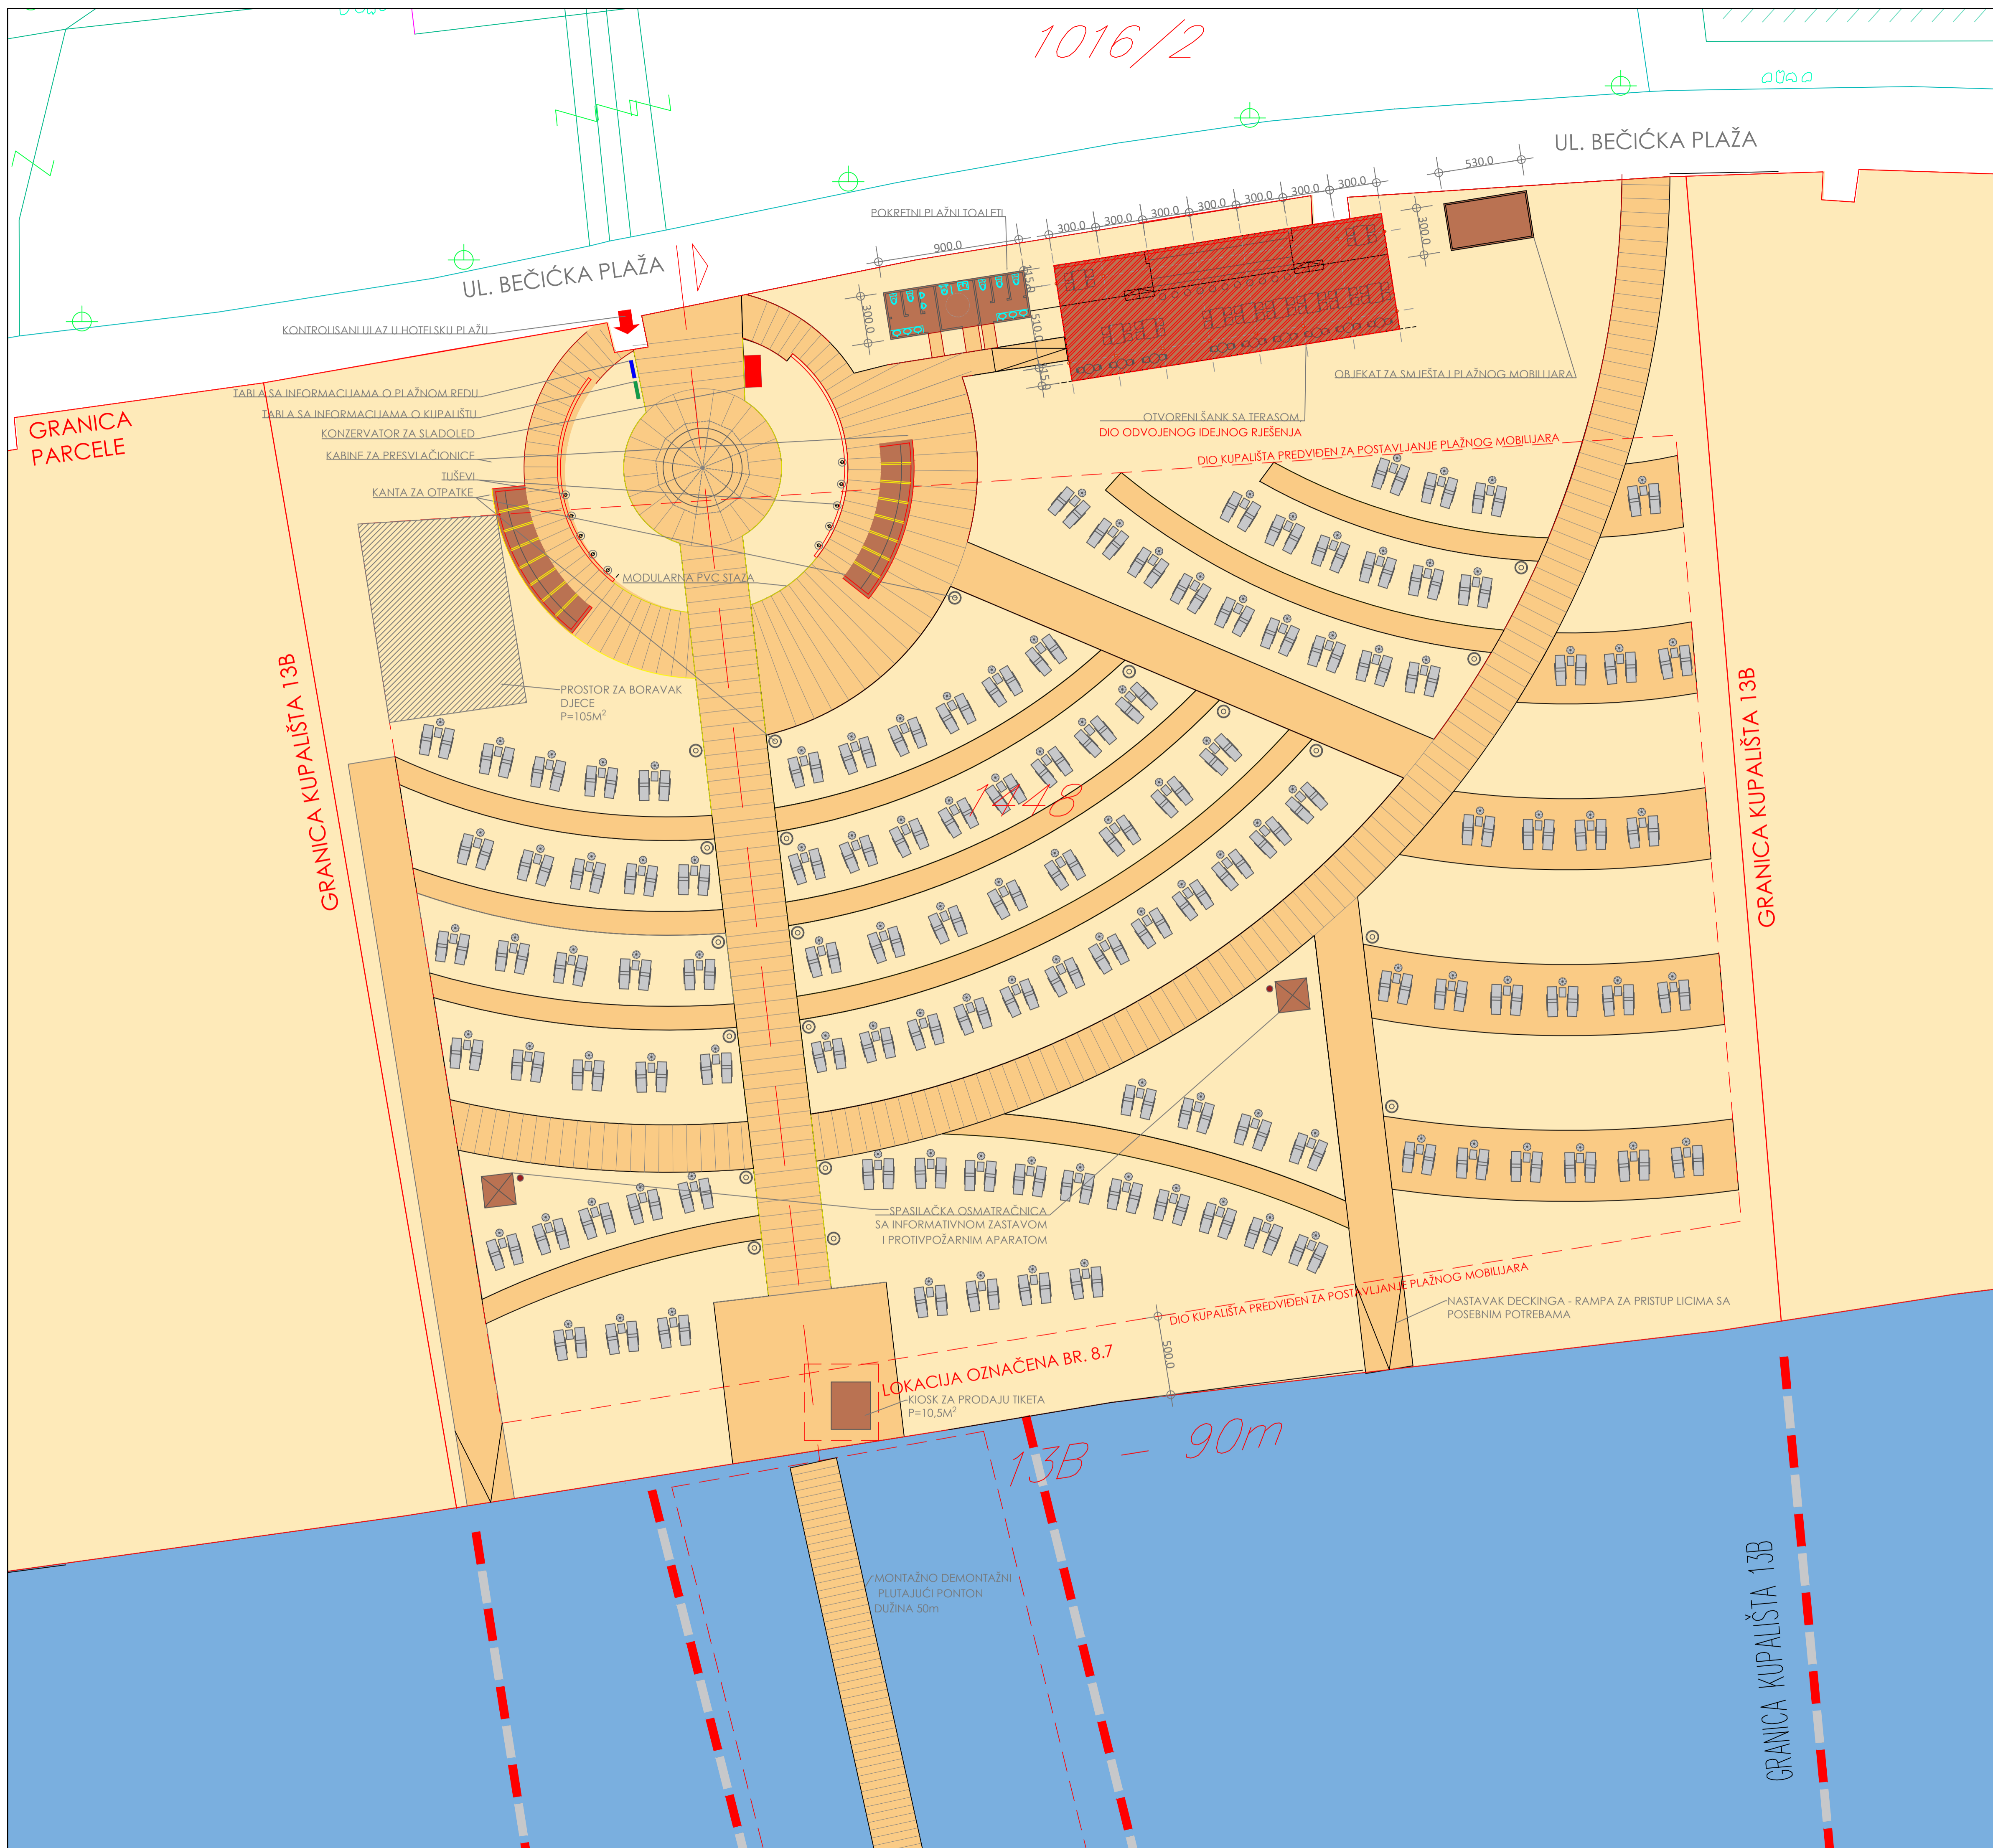 1016/2
UL. BEČIĆKA PLAŽA
530.0
POKRETNI PLAŽNI TOALETI
900.0
300.0
300.0
300.0
300.0
300.0
300.0
300.0
300.0
300.0
510.0
UL. BEČIĆKA PLAŽA
KONTROLISANI ULAZ U HOTELSKU PLAŽU
OBJEKAT ZA SMJEŠTAJ PLAŽNOG MOBILIJARA
TABLA SA INFORMACIJAMA O PLAŽNOM REDU
TABLA SA INFORMACIJAMA O KUPALIŠTU
KONZERVATOR ZA SLADOLED
KABINE ZA PRESVLAČIONICE
TUŠEVI
KANTA ZA OTPATKE
GRANICA
PARCELE
OTVORENI ŠANK SA TERASOM
DIO ODVOJENOG IDEJNOG RJEŠENJA
DIO KUPALIŠTA PREDVIĐEN ZA POSTAVLJANJE PLAŽNOG MOBILIJARA
MODULARNA PVC STAZA
PROSTOR ZA BORAVAK
DJECE
P=105M²
GRANICA KUPALIŠTA 13B
GRANICA KUPALIŠTA 13B
1448
SPASILAČKA OSMATRAČNICA
SA INFORMATIVNOM ZASTAVOM
I PROTIVPOŽARNIM APARATOM
DIO KUPALIŠTA PREDVIĐEN ZA POSTAVLJANJE PLAŽNOG MOBILIJARA
500.0
NASTAVAK DECKINGA - RAMPA ZA PRISTUP LICIMA SA
POSEBNIM POTREBAMA
LOKACIJA OZNAČENA BR. 8.7
KIOSK ZA PRODAJU TIKETA
P=10,5M²
13B - 90m
MONTAŽNO DEMONTAŽNI
PLUTAJUĆI PONTON
DUŽINA 50m
GRANICA KUPALIŠTA 13B